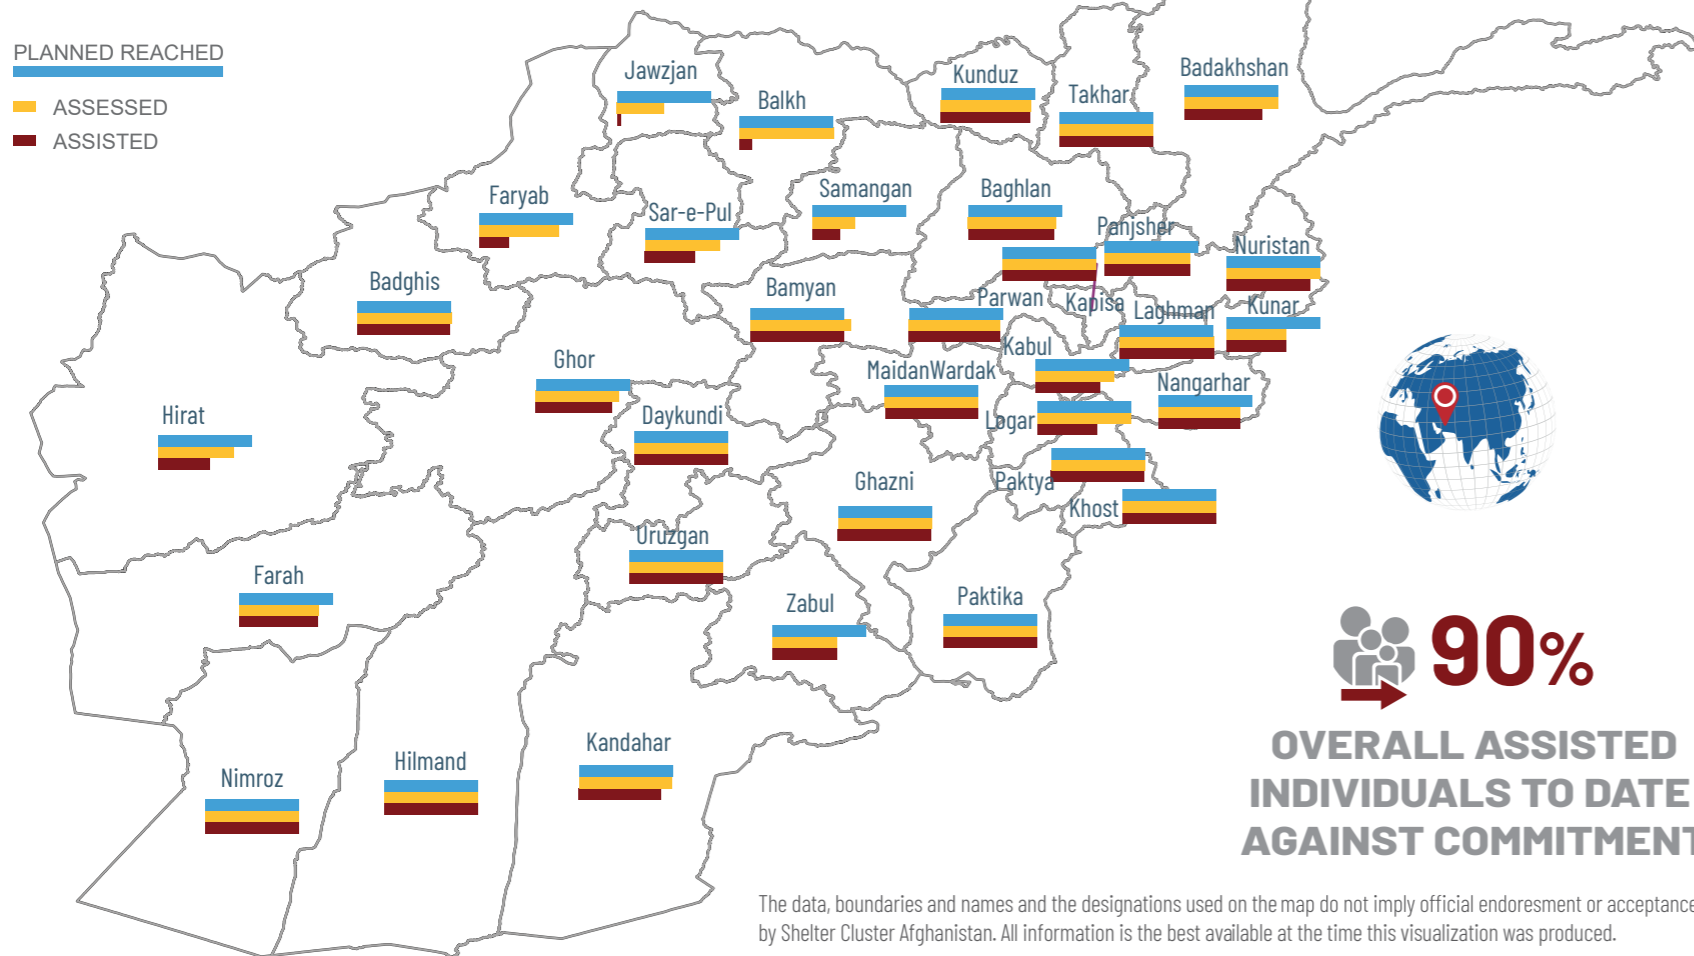 PLANNED REACHED
ASSESSED
ASSISTED
Jawzjan
Balkh
Kunduz
Takhar
Badakhshan
Faryab
Sar-e-Pul
Samangan
Baghlan
Panjsher
Nuristan
Badghis
Bamyan
Parwan
Kapisa
Laghman
Kunar
Ghor
Kabul
MaidanWardak
Nangarhar
Hirat
Daykundi
Logar
Ghazni
Paktya
Khost
Uruzgan
Farah
Zabul
Paktika
Kandahar
Hilmand
Nimroz
90%
OVERALL ASSISTED
INDIVIDUALS TO DATE
AGAINST COMMITMENT
The data, boundaries and names and the designations used on the map do not imply official endoresment or acceptance
by Shelter Cluster Afghanistan. All information is the best available at the time this visualization was produced.